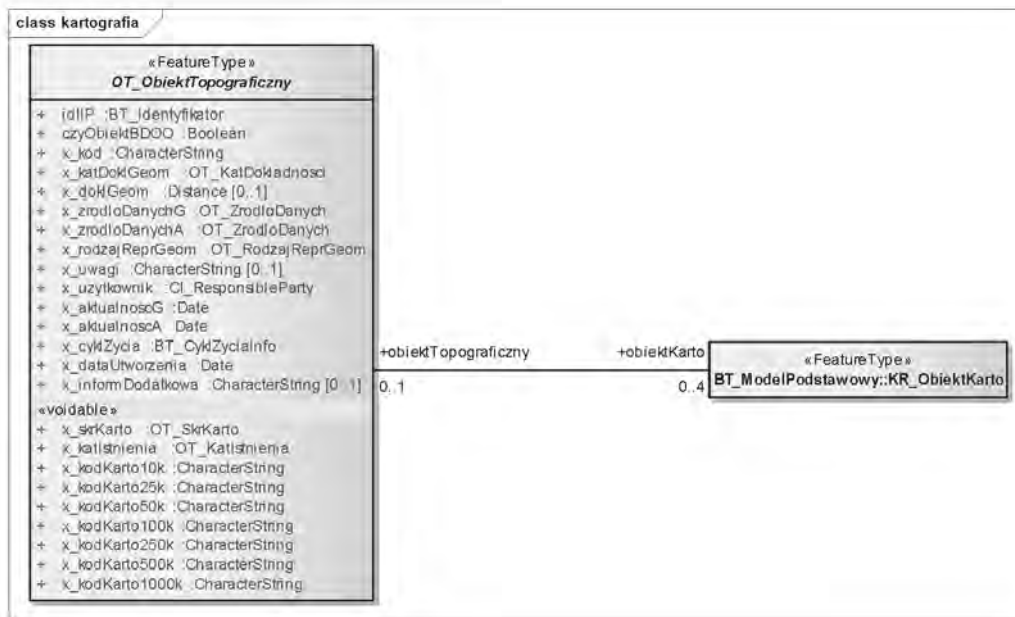 class kartografia
«FeatureType»
OT_ObiektTopograficzny
+ idIIP :BT_Identyfikator
+ czyObiektBDOO :Boolean
+ x_kod :CharacterString
+ x_katDoklGeom :OT_KatDokladnosci
+ x_doklGeom :Distance [0..1]
+ x_zrodloDanychG :OT_ZrodloDanych
+ x_zrodloDanychA :OT_ZrodloDanych
+ x_rodzajReprGeom :OT_RodzajReprGeom
+ x_uwagi :CharacterString [0..1]
+ x_uzytkownik :CI_ResponsibleParty
+ x_aktualnoscG :Date
+ x_aktualnoscA :Date
+ x_cyklZycia :BT_CyklZyciaInfo
+ x_dataUtworzenia :Date
+ x_informDodatkowa :CharacterString [0..1]
«voidable»
+ x_skrKarto :OT_SkrKarto
+ x_katIstnienia :OT_KatIstnienia
+ x_kodKarto10k :CharacterString
+ x_kodKarto25k :CharacterString
+ x_kodKarto50k :CharacterString
+ x_kodKarto100k :CharacterString
+ x_kodKarto250k :CharacterString
+ x_kodKarto500k :CharacterString
+ x_kodKarto1000k :CharacterString
+obiektTopograficzny +obiektKarto
0..1 0..4
«FeatureType»
BT_ModelPodstawowy::KR_ObiektKarto